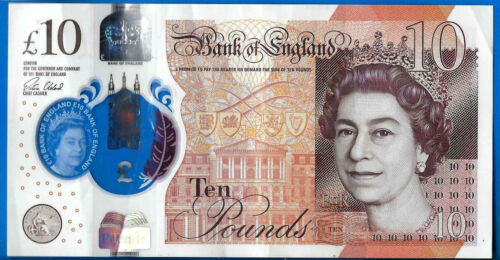 £10
BANK OF ENGLAND
Bank of England
10
I PROMISE TO PAY THE BEARER ON DEMAND THE SUM OF TEN POUNDS
LONDON
FOR THE GOVERNOR AND COMPANY
OF THE BANK OF ENGLAND
CHIEF CASHIER
£10 BANK OF ENGLAND £10 BANK OF ENGLAND
£
Ten
Pounds
10 10 10
TEN
10